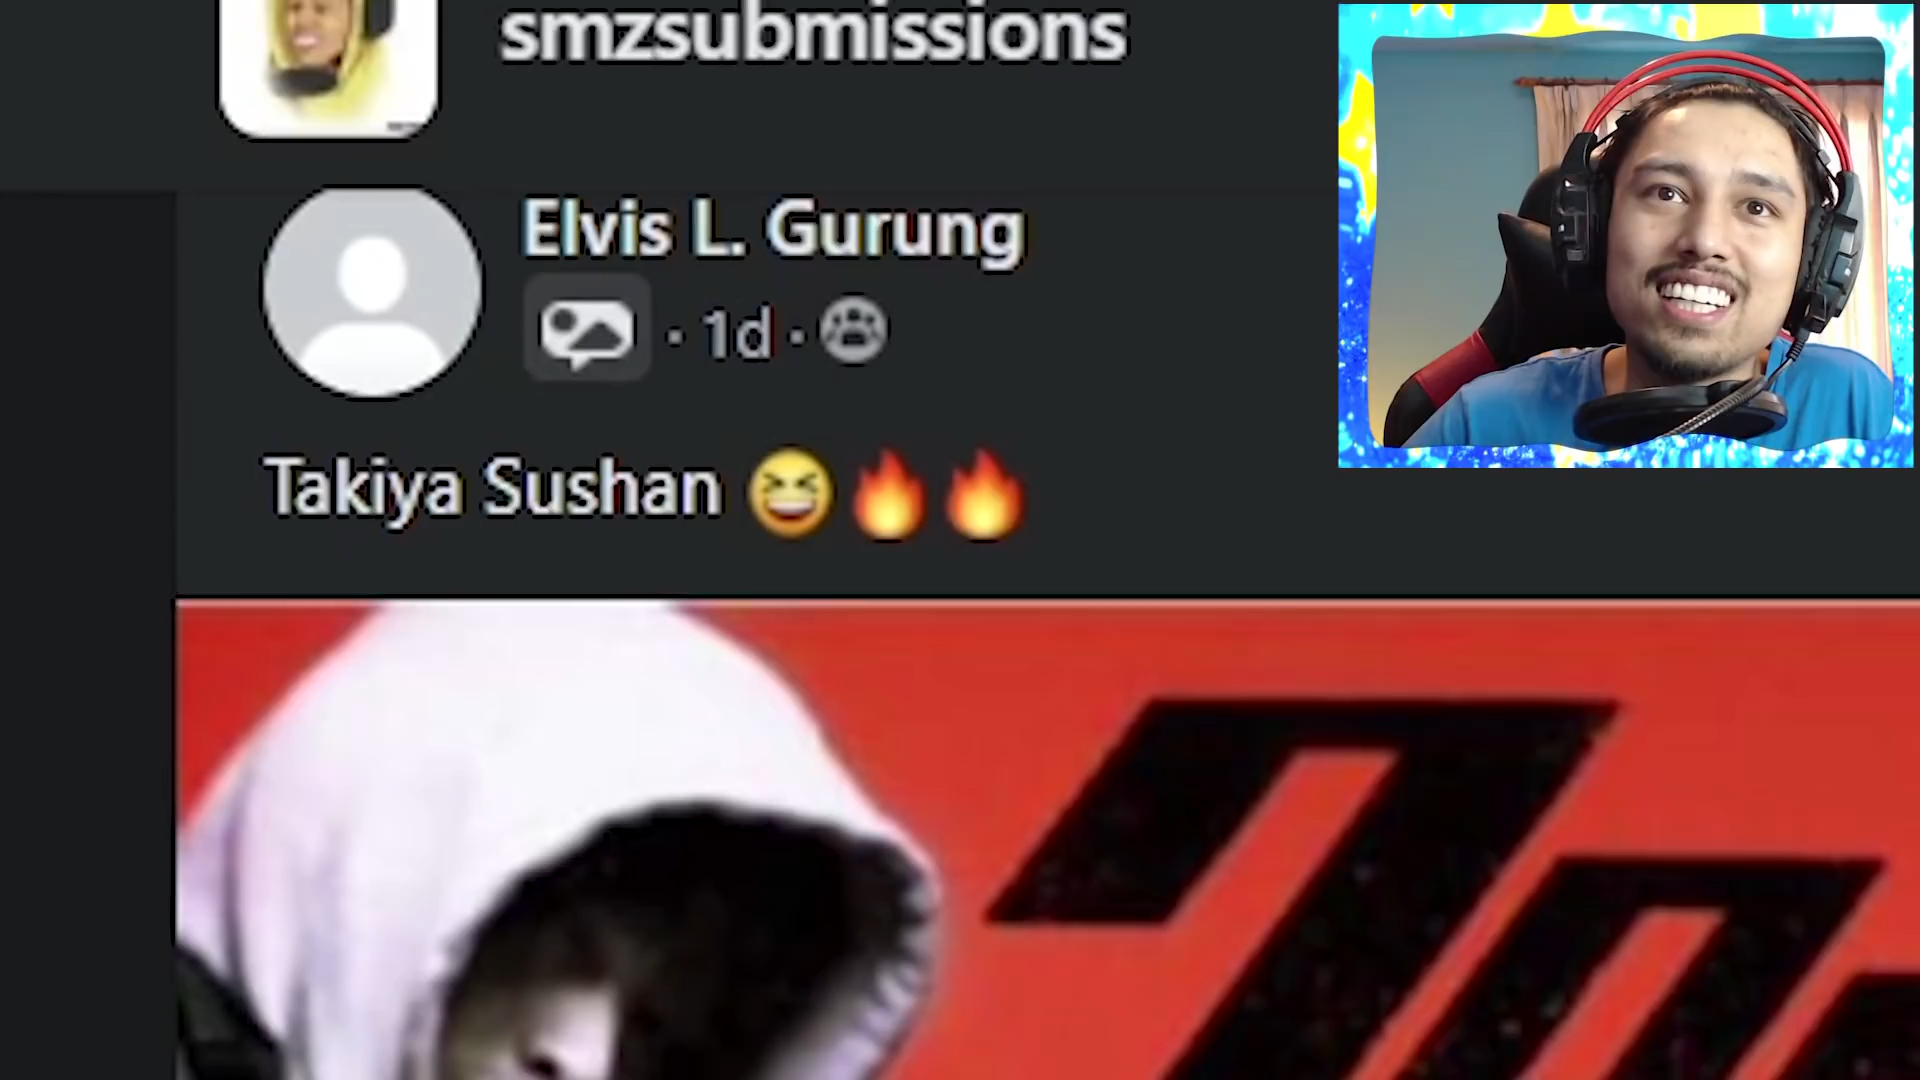 smzsubmissions
Elvis L. Gurung
· 1d ·
Takiya Sushan 😆🔥🔥